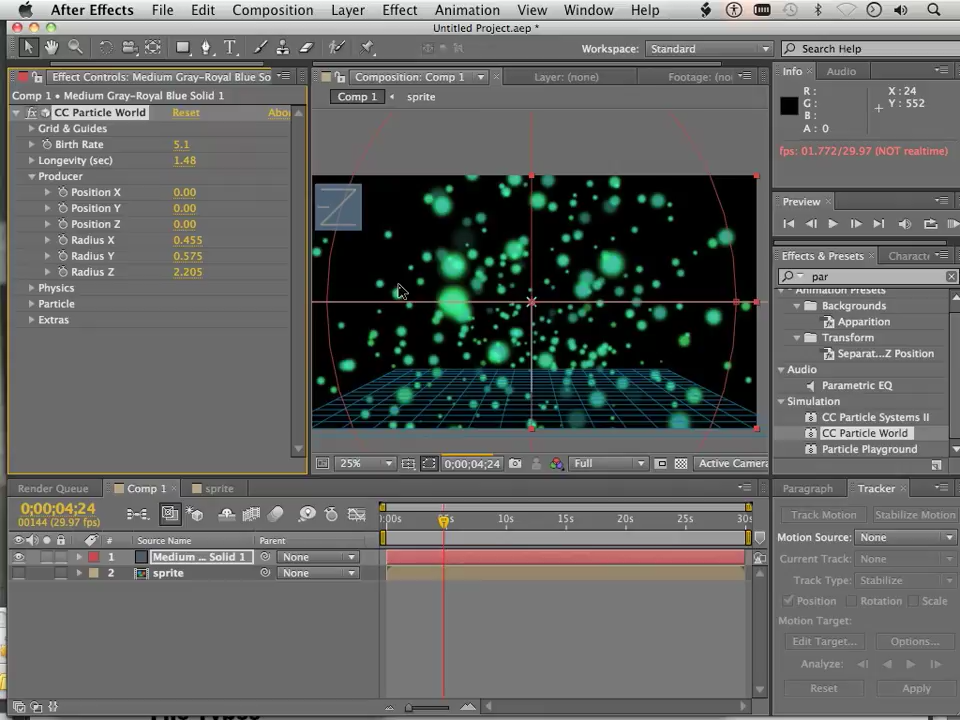 After Effects File Edit Composition Layer Effect Animation View Window Help
Untitled Project.aep *
Workspace: Standard Search Help
Effect Controls: Medium Gray-Royal Blue So
Composition: Comp 1 Layer: (none) Footage: (no
Info Audio
Comp 1 • Medium Gray-Royal Blue Solid 1
Comp 1 sprite
fx CC Particle World Reset Abou
Grid & Guides
Birth Rate 5.1
Longevity (sec) 1.48
Producer
Position X 0.00
Position Y 0.00
Position Z 0.00
Radius X 0.455
Radius Y 0.575
Radius Z 2.205
Physics
Particle
Extras
-Z
25% 0;00;04;24 Full Active Camera
R: X: 24
G: Y: 552
B:
A: 0
fps: 01.772/29.97 (NOT realtime)
Preview
Effects & Presets Charact
par
Animation Presets
Backgrounds
Apparition
Transform
Separat...Z Position
Audio
Parametric EQ
Simulation
CC Particle Systems II
CC Particle World
Particle Playground
Render Queue Comp 1 sprite
0;00;04;24
00144 (29.97 fps)
:00s 05s 10s 15s 20s 25s 30s
# Source Name Parent
1 Medium ... Solid 1 None
2 sprite None
Paragraph Tracker
Track Motion Stabilize Motion
Motion Source: None
Current Track: None
Track Type: Stabilize
Position Rotation Scale
Motion Target:
Edit Target... Options...
Analyze:
Reset Apply